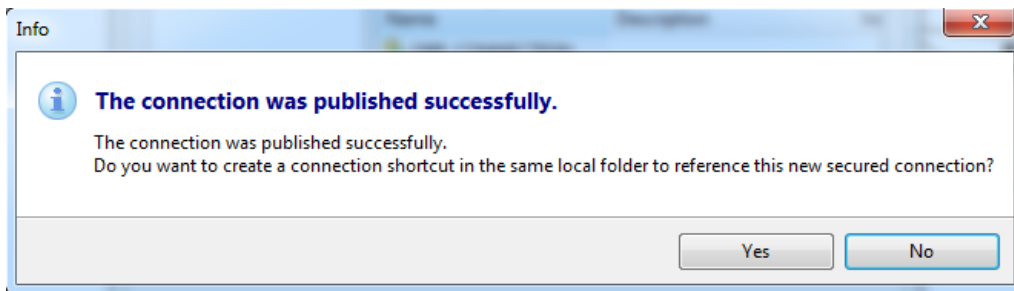 Info
The connection was published successfully.
The connection was published successfully.
Do you want to create a connection shortcut in the same local folder to reference this new secured connection?
Yes
No